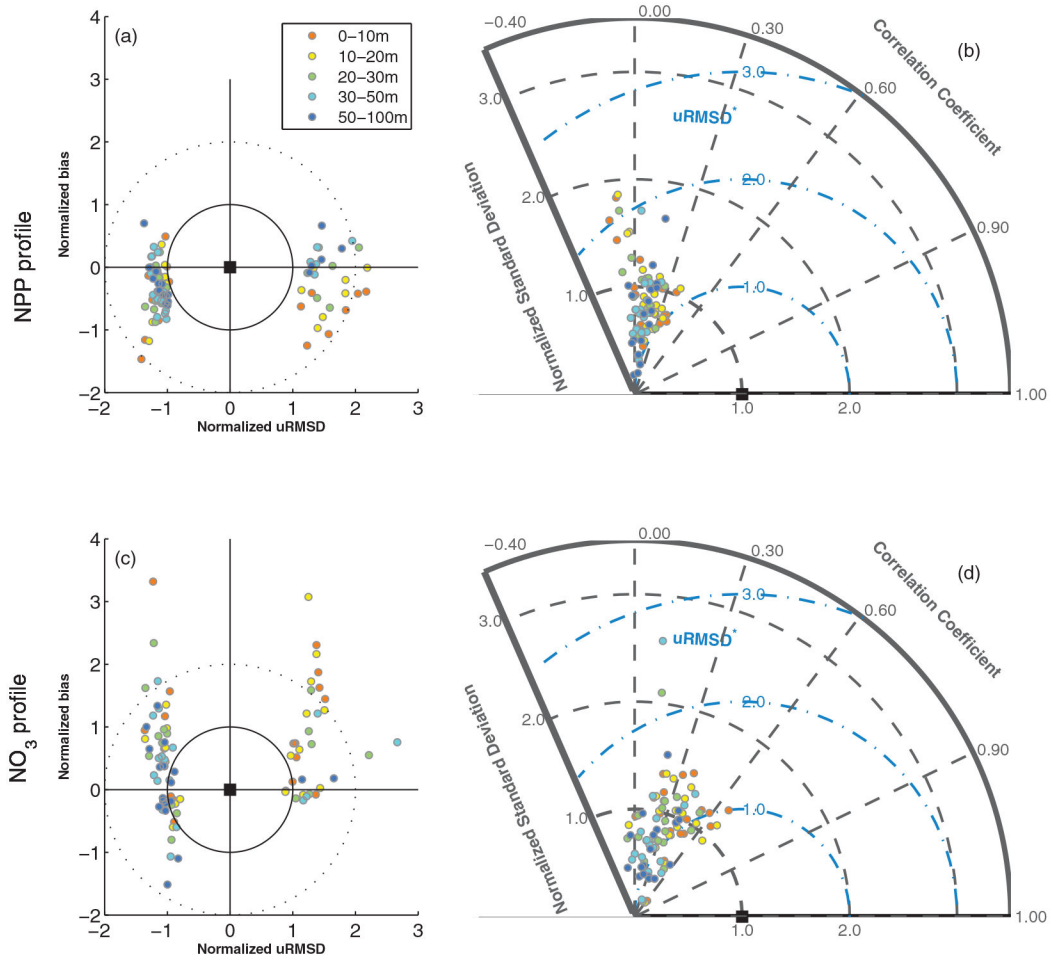 NPP profile
(a)
4
3
2
1
0
−1
−2
Normalized bias
0−10m
10−20m
20−30m
30−50m
50−100m
−2
−1
0
1
2
3
Normalized uRMSD
(b)
−0.40
0.00
0.30
0.60
0.90
1.00
Correlation Coefficient
3.0
2.0
1.0
Normalized Standard Deviation
3.0
uRMSD*
2.0
1.0
1.0
2.0
NO3 profile
(c)
4
3
2
1
0
−1
−2
Normalized bias
−2
−1
0
1
2
3
Normalized uRMSD
(d)
−0.40
0.00
0.30
0.60
0.90
1.00
Correlation Coefficient
3.0
2.0
1.0
Normalized Standard Deviation
3.0
uRMSD*
2.0
1.0
1.0
2.0